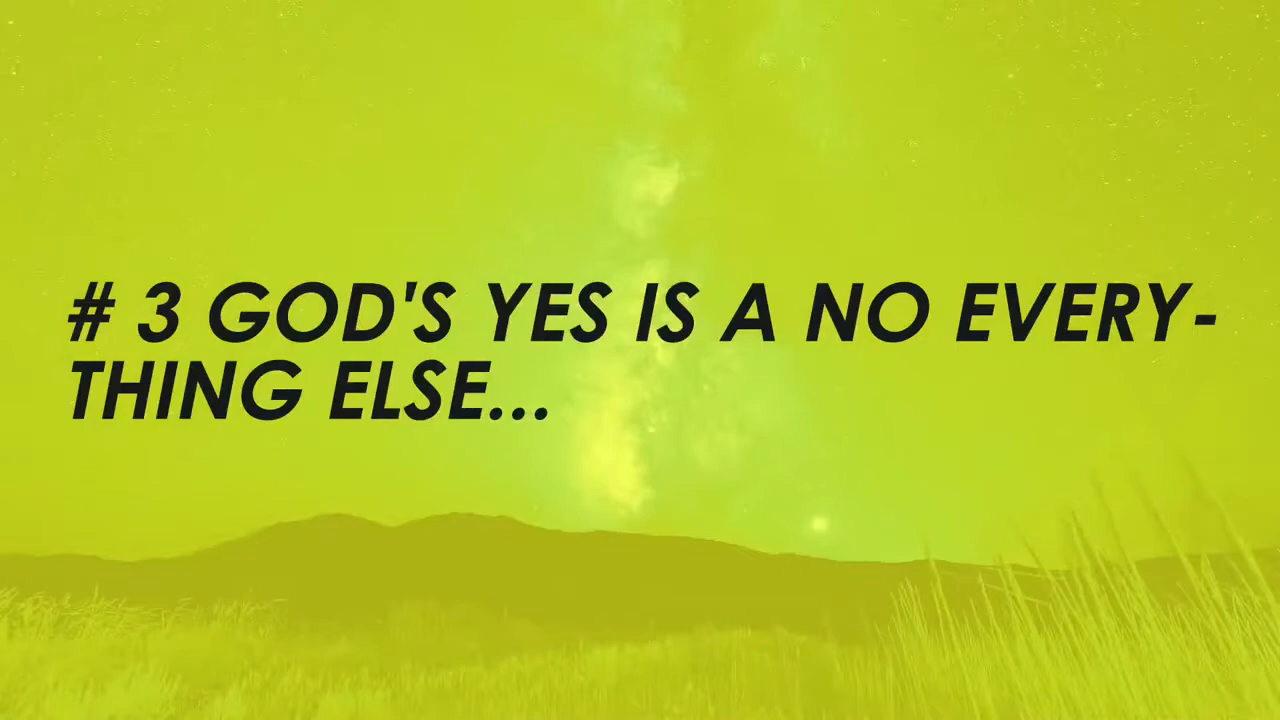 # 3 GOD'S YES IS A NO EVERY-
THING ELSE...